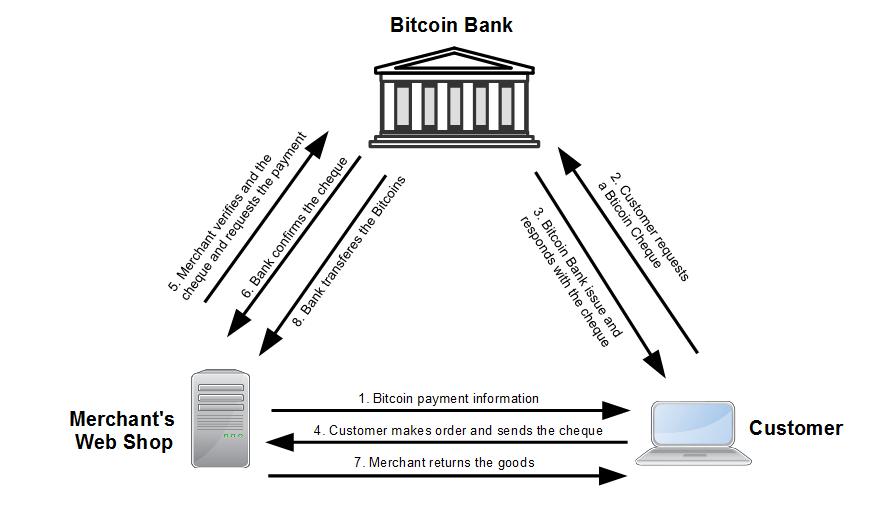 Bitcoin Bank
5. Merchant verifies and the
cheque and requests the payment
6. Bank confirms the cheque
8. Bank transferes the Bitcoins
2. Customer requests
a Bticoin Cheque
3. Bitcoin Bank issue and
responds with the cheque
Merchant's
Web Shop
1. Bitcoin payment information
4. Customer makes order and sends the cheque
7. Merchant returns the goods
Customer